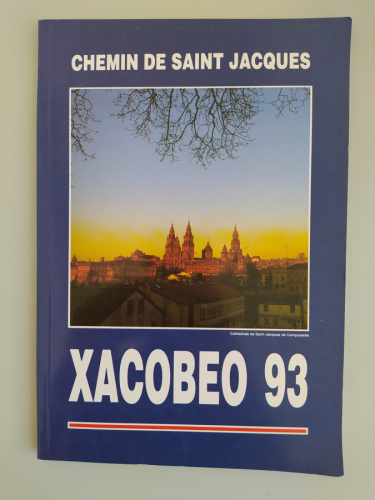 CHEMIN DE SAINT JACQUES
Cathédrale de Saint Jacques de Compostelle
XACOBEO 93